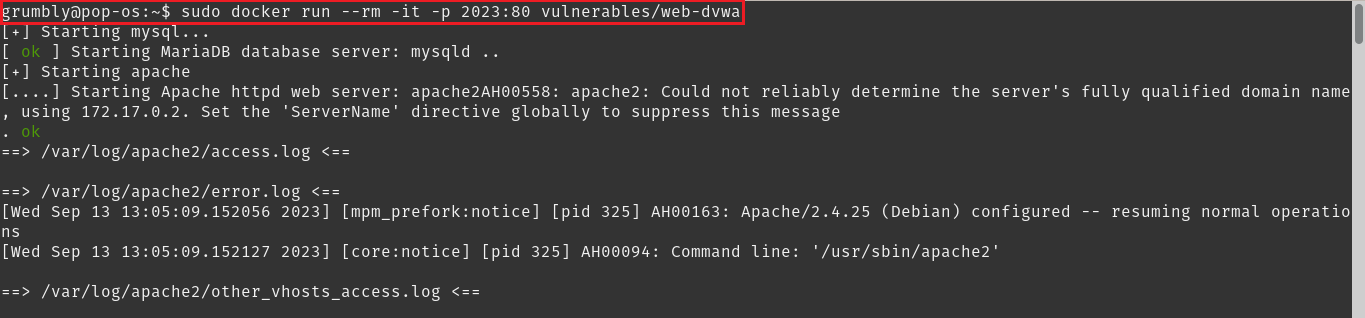 grumbly@pop-os:~$ sudo docker run --rm -it -p 2023:80 vulnerables/web-dvwa
[+] Starting mysql...
[ ok ] Starting MariaDB database server: mysqld ..
[+] Starting apache
[....] Starting Apache httpd web server: apache2AH00558: apache2: Could not reliably determine the server's fully qualified domain name
, using 172.17.0.2. Set the 'ServerName' directive globally to suppress this message
. ok
==> /var/log/apache2/access.log <==
==> /var/log/apache2/error.log <==
[Wed Sep 13 13:05:09.152056 2023] [mpm_prefork:notice] [pid 325] AH00163: Apache/2.4.25 (Debian) configured -- resuming normal operatio
ns
[Wed Sep 13 13:05:09.152127 2023] [core:notice] [pid 325] AH00094: Command line: '/usr/sbin/apache2'
==> /var/log/apache2/other_vhosts_access.log <==